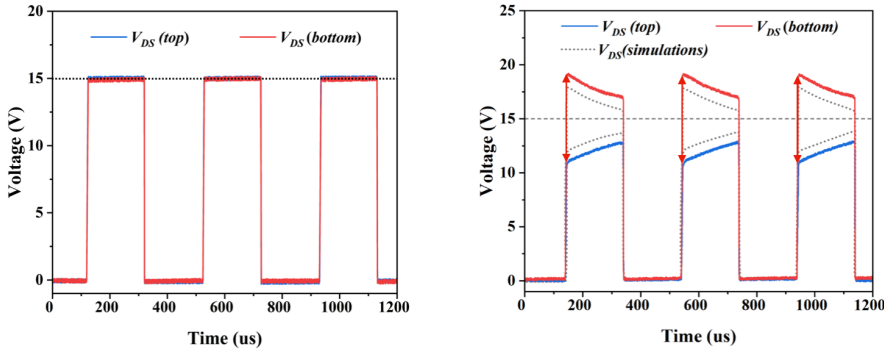 20
15
10
5
0
Voltage (V)
V_DS (top)
V_DS (bottom)
0 200 400 600 800 1000 1200
Time (us)
25
20
15
10
5
0
Voltage (V)
V_DS (top)
V_DS (bottom)
V_DS(simulations)
0 200 400 600 800 1000 1200
Time (us)